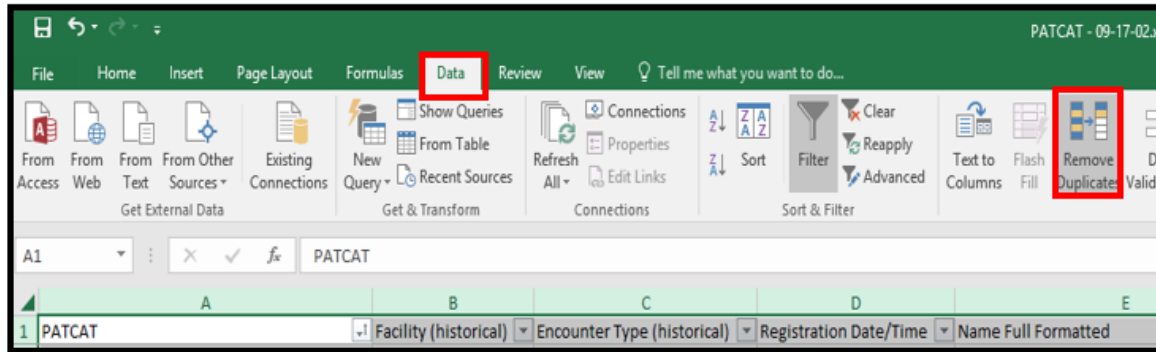 PATCAT - 09-17-02.x
File Home Insert Page Layout Formulas Data Review View Tell me what you want to do...
From Access From Web From Text From Other Sources Existing Connections New Query Show Queries From Table Recent Sources Refresh All Connections Properties Edit Links A Z Z A Z A A Z Sort Filter Clear Reapply Advanced Text to Columns Flash Fill Remove Duplicates D Valid
Get External Data Get & Transform Connections Sort & Filter
A1 fx PATCAT
A B C D E
1 PATCAT Facility (historical) Encounter Type (historical) Registration Date/Time Name Full Formatted